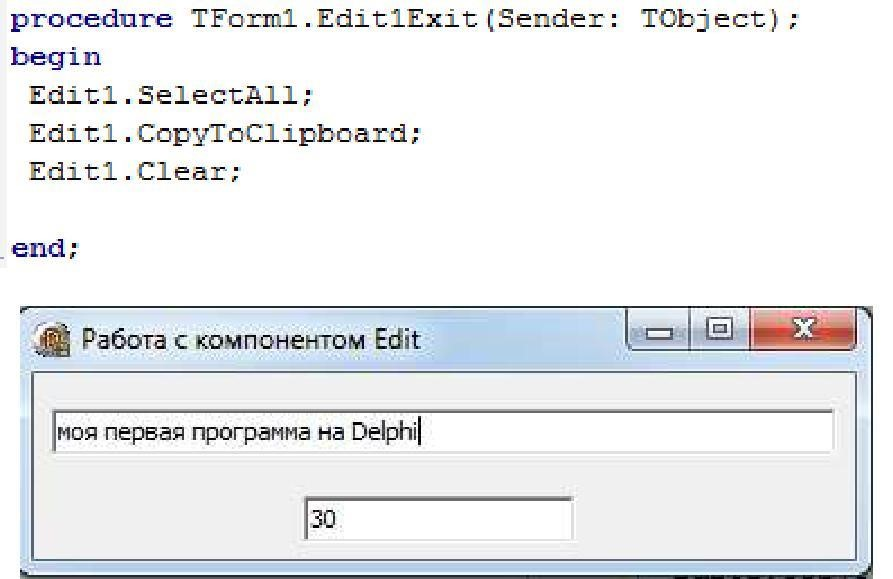 procedure TForm1.Edit1Exit(Sender: TObject);
begin
Edit1.SelectAll;
Edit1.CopyToClipboard;
Edit1.Clear;
end;
Работа с компонентом Edit
моя первая программа на Delphi
30